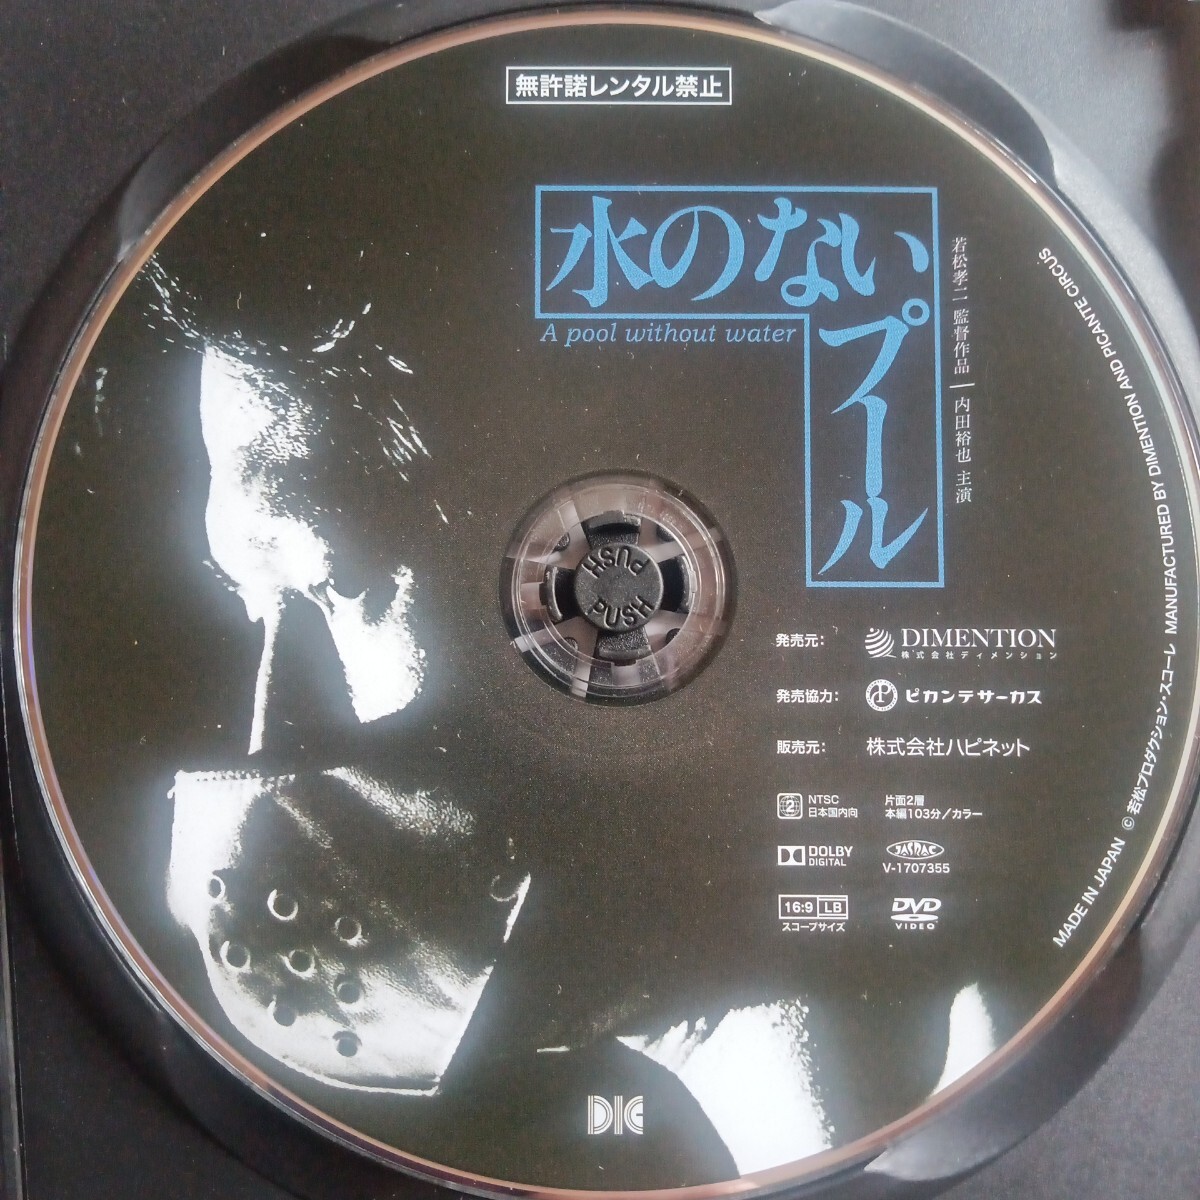 無許諾レンタル禁止
水のないプール
A pool without water
若松孝二 監督作品｜内田裕也 主演
PUSH
PUSH
発売元: DIMENTION
株式会社ディメンション
発売協力: ピカンテサーカス
販売元: 株式会社ハピネット
2 NTSC
日本国内向
片面2層
本編103分/カラー
DOLBY
DIGITAL
JASRAC
V-1707355
16:9 LB
スコープサイズ
DVD
VIDEO
DIG
MADE IN JAPAN ©若松プロダクション・スコーレ MANUFACTURED BY DIMENTION AND PICANTE CIRCUS